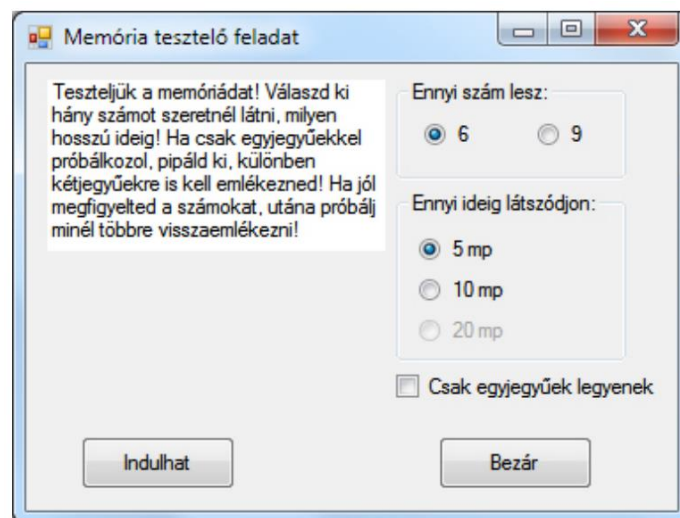 Memória tesztelő feladat
Teszteljük a memóriádat! Válaszd ki
hány számot szeretnél látni, milyen
hosszú ideig! Ha csak egyjegyűekkel
próbálkozol, pipáld ki, különben
kétjegyűekre is kell emlékezned! Ha jól
megfigyelted a számokat, utána próbálj
minél többre visszaemlékezni!
Ennyi szám lesz:
6 9
Ennyi ideig látszódjon:
5 mp
10 mp
20 mp
Csak egyjegyűek legyenek
Indulhat
Bezár